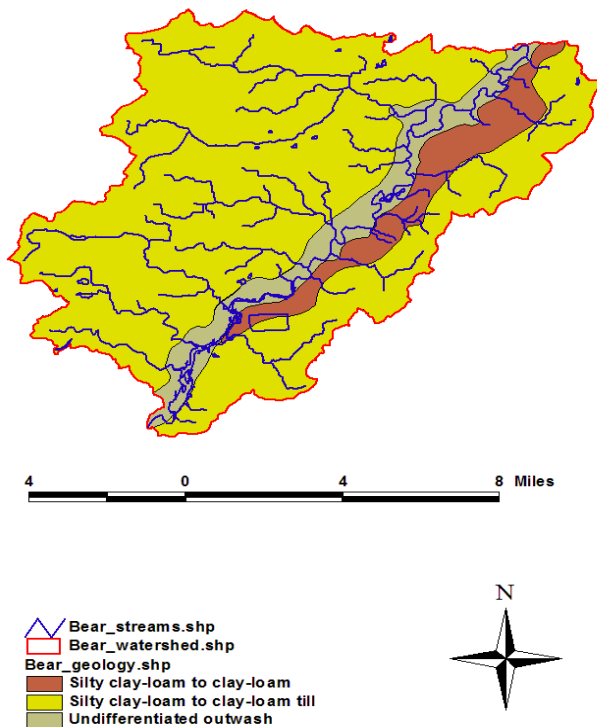 4 0 4 8 Miles
N
Bear_streams.shp
Bear_watershed.shp
Bear_geology.shp
Silty clay-loam to clay-loam
Silty clay-loam to clay-loam till
Undifferentiated outwash